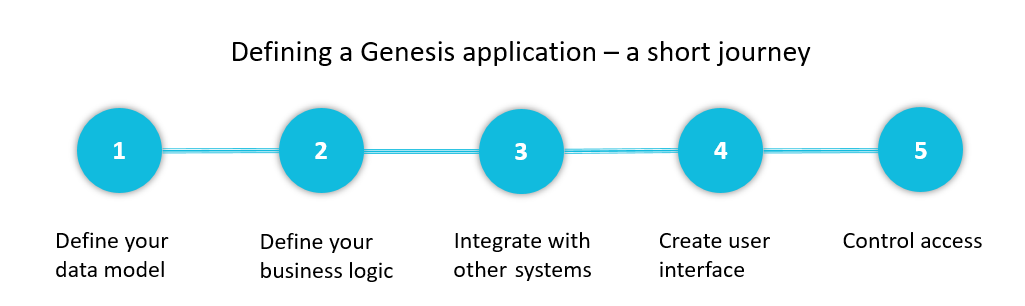 Defining a Genesis application – a short journey
1
2
3
4
5
Define your
data model
Define your
business logic
Integrate with
other systems
Create user
interface
Control access